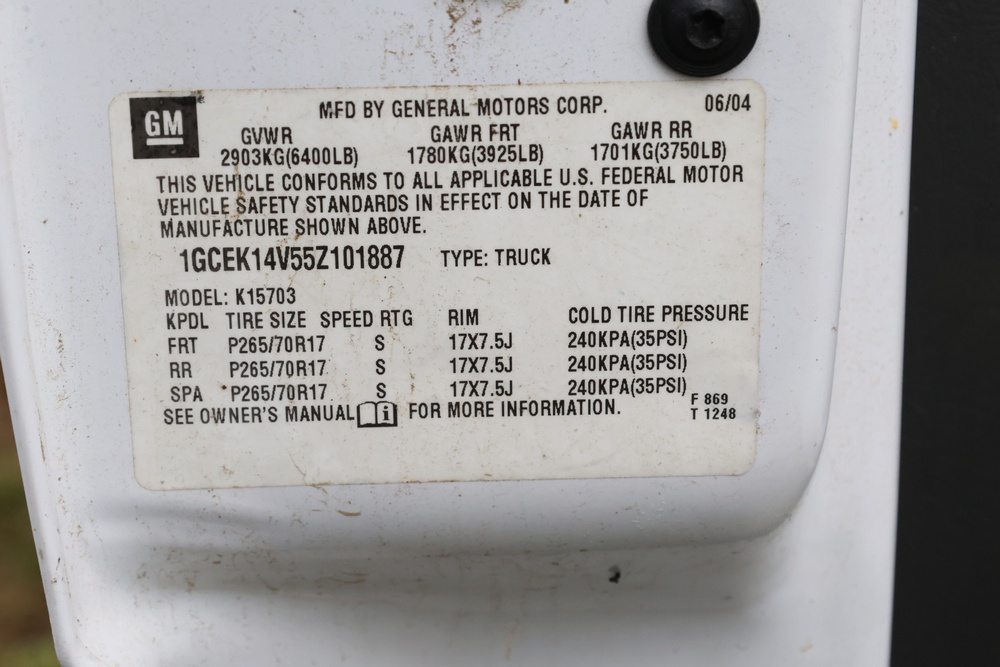 GM
MFD BY GENERAL MOTORS CORP. 06/04
GVWR GAWR FRT GAWR RR
2903KG(6400LB) 1780KG(3925LB) 1701KG(3750LB)
THIS VEHICLE CONFORMS TO ALL APPLICABLE U.S. FEDERAL MOTOR
VEHICLE SAFETY STANDARDS IN EFFECT ON THE DATE OF
MANUFACTURE SHOWN ABOVE.
1GCEK14V55Z101887 TYPE: TRUCK
MODEL: K15703
KPDL TIRE SIZE SPEED RTG RIM COLD TIRE PRESSURE
FRT P265/70R17 S 17X7.5J 240KPA(35PSI)
RR P265/70R17 S 17X7.5J 240KPA(35PSI)
SPA P265/70R17 S 17X7.5J 240KPA(35PSI)
SEE OWNER'S MANUAL i FOR MORE INFORMATION.
F 869
T 1248